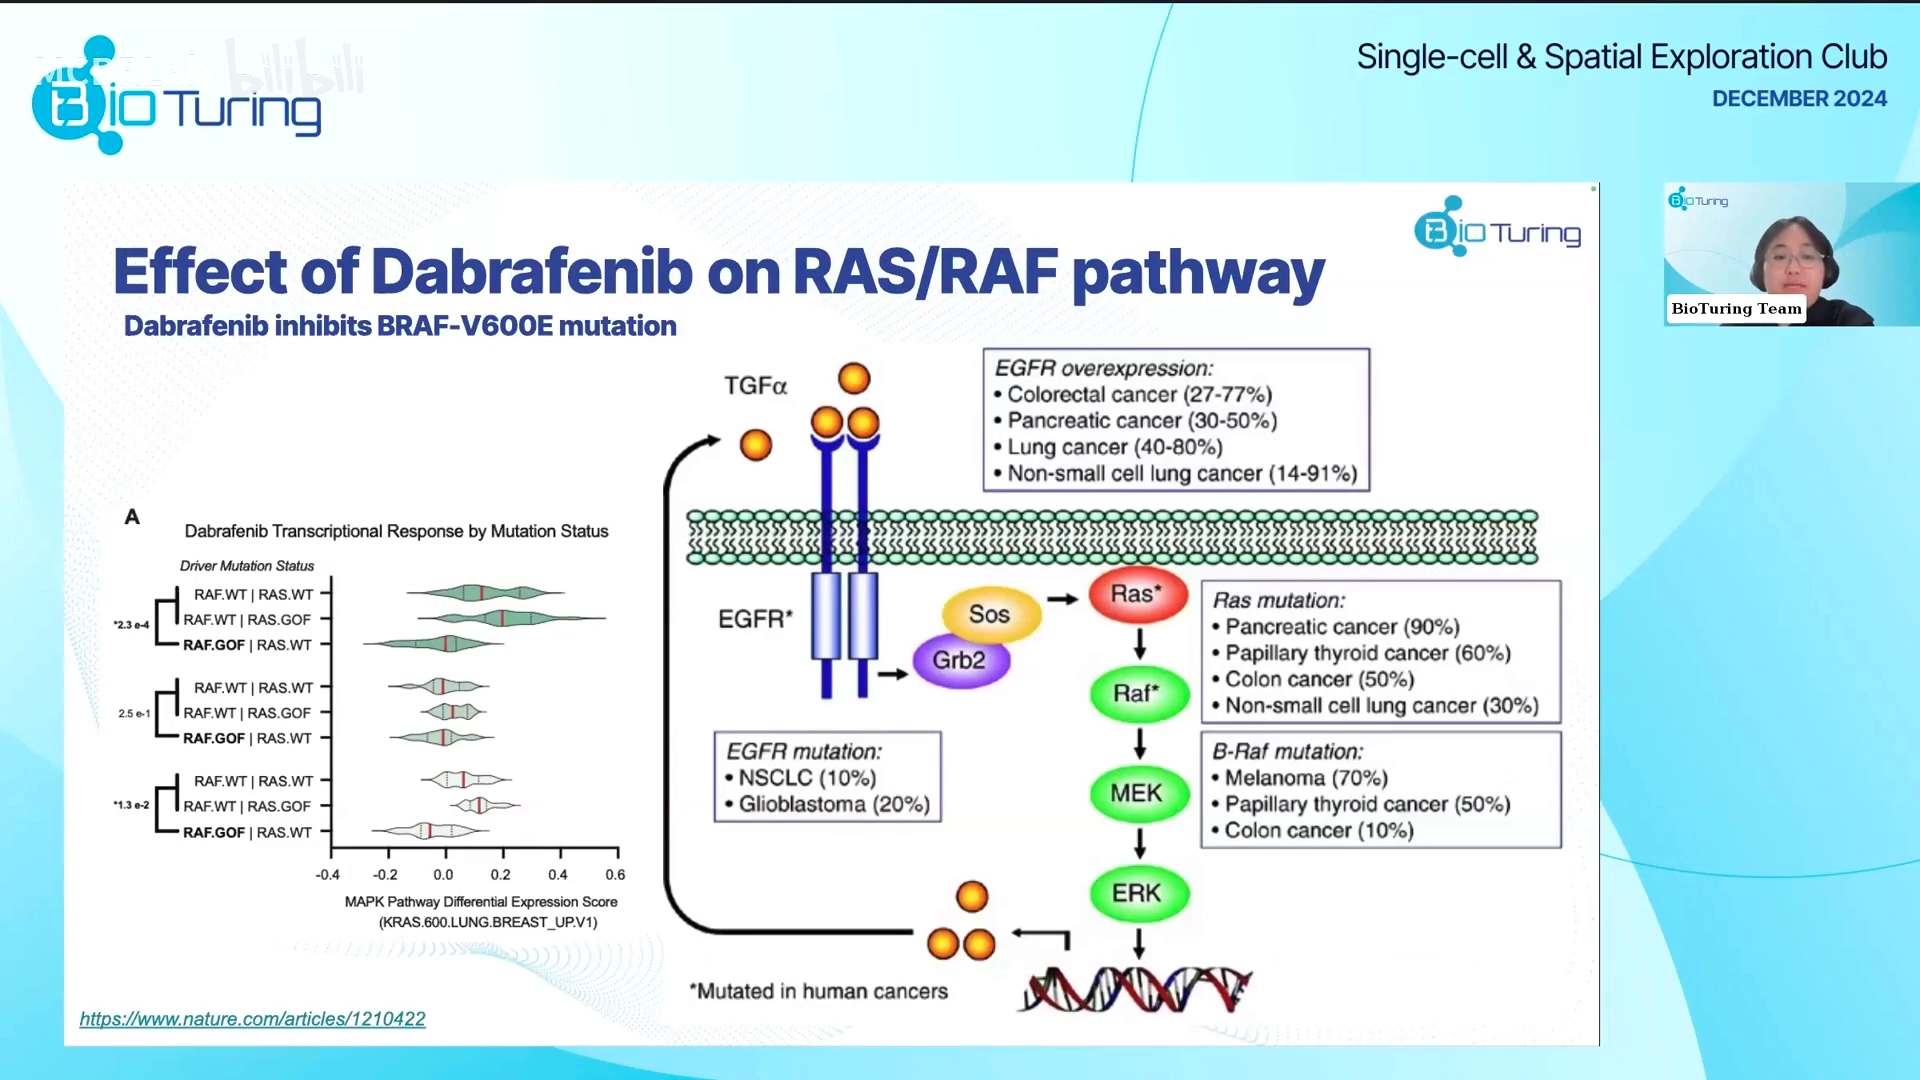 BioTuring
bilibili
Single-cell & Spatial Exploration Club
DECEMBER 2024
BioTuring
BioTuring
BioTuring Team
Effect of Dabrafenib on RAS/RAF pathway
Dabrafenib inhibits BRAF-V600E mutation
A
Dabrafenib Transcriptional Response by Mutation Status
Driver Mutation Status
RAF.WT | RAS.WT
RAF.WT | RAS.GOF
*2.3 e-4
RAF.GOF | RAS.WT
RAF.WT | RAS.WT
RAF.WT | RAS.GOF
2.5 e-1
RAF.GOF | RAS.WT
RAF.WT | RAS.WT
RAF.WT | RAS.GOF
*1.3 e-2
RAF.GOF | RAS.WT
-0.4 -0.2 0.0 0.2 0.4 0.6
MAPK Pathway Differential Expression Score
(KRAS.600.LUNG.BREAST_UP.V1)
TGFα
EGFR overexpression:
• Colorectal cancer (27-77%)
• Pancreatic cancer (30-50%)
• Lung cancer (40-80%)
• Non-small cell lung cancer (14-91%)
EGFR*
Sos
Grb2
Ras*
Raf*
MEK
ERK
Ras mutation:
• Pancreatic cancer (90%)
• Papillary thyroid cancer (60%)
• Colon cancer (50%)
• Non-small cell lung cancer (30%)
EGFR mutation:
• NSCLC (10%)
• Glioblastoma (20%)
B-Raf mutation:
• Melanoma (70%)
• Papillary thyroid cancer (50%)
• Colon cancer (10%)
*Mutated in human cancers
https://www.nature.com/articles/1210422